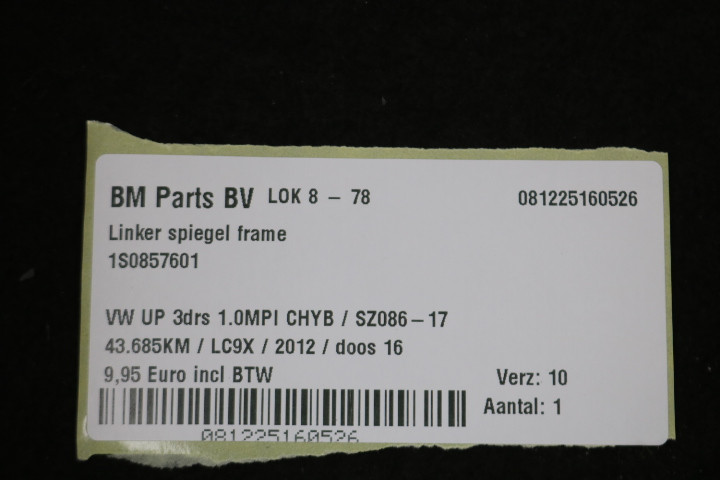 BM Parts BV LOK 8 - 78 081225160526
Linker spiegel frame
1S0857601
VW UP 3drs 1.0MPI CHYB / SZ086-17
43.685KM / LC9X / 2012 / doos 16
9,95 Euro incl BTW Verz: 10
Aantal: 1
081225160526